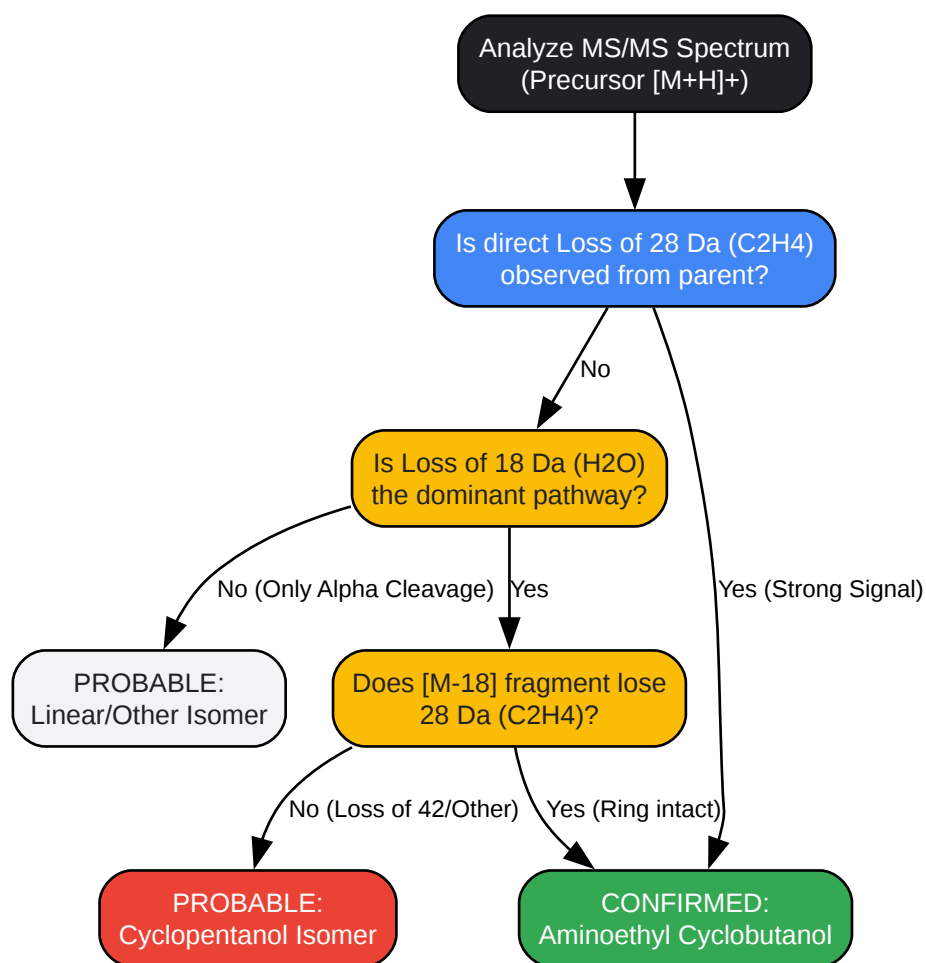 Analyze MS/MS Spectrum
(Precursor [M+H]+)
Is direct Loss of 28 Da (C2H4)
observed from parent?
No
Is Loss of 18 Da (H2O)
the dominant pathway?
No (Only Alpha Cleavage)
Yes
Yes (Strong Signal)
PROBABLE:
Linear/Other Isomer
Does [M-18] fragment lose
28 Da (C2H4)?
No (Loss of 42/Other)
Yes (Ring intact)
PROBABLE:
Cyclopentanol Isomer
CONFIRMED:
Aminoethyl Cyclobutanol